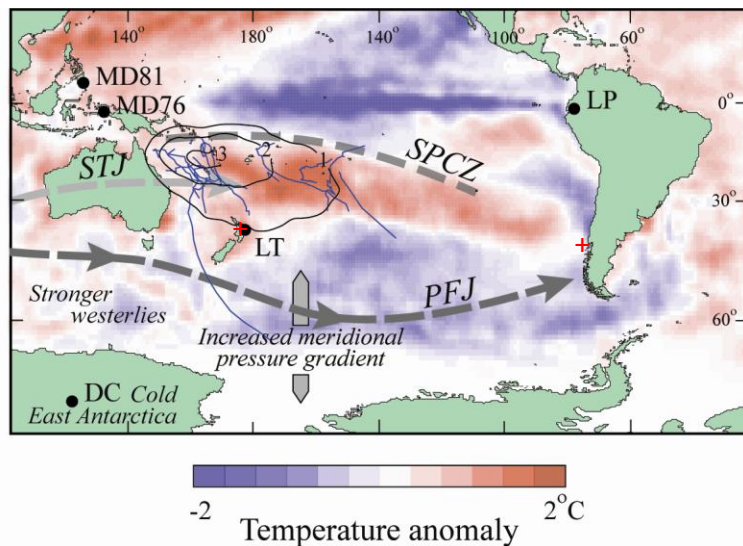 140° 180° 140° 100° 60°
MD81
MD76
LP
0°
STJ
3
1
SPCZ
30°
LT
Stronger
westerlies
PFJ
Increased meridional
pressure gradient
60°
DC Cold
East Antarctica
-2 2°C
Temperature anomaly